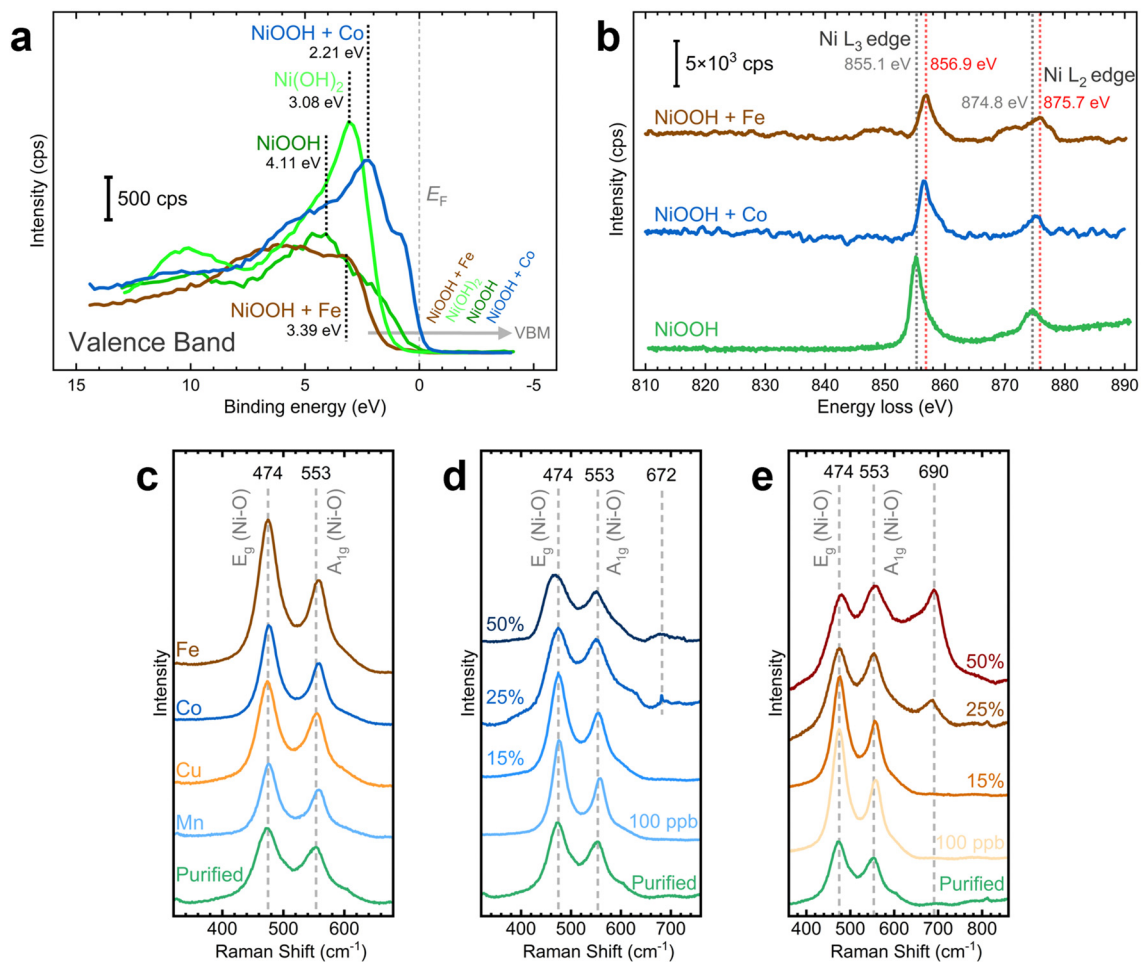 a
NiOOH + Co
2.21 eV
Ni(OH)2
3.08 eV
NiOOH
4.11 eV
500 cps
EF
NiOOH + Fe
Ni(OH)2
NiOOH
NiOOH + Co
NiOOH + Fe
3.39 eV
VBM
Valence Band
Intensity (cps)
15 10 5 0 -5
Binding energy (eV)
b
5×10³ cps
Ni L3 edge
855.1 eV 856.9 eV
Ni L2 edge
874.8 eV 875.7 eV
NiOOH + Fe
NiOOH + Co
NiOOH
Intensity (cps)
810 820 830 840 850 860 870 880 890
Energy loss (eV)
c
474 553
Eg (Ni-O)
A1g (Ni-O)
Fe
Co
Cu
Mn
Purified
Intensity
400 500 600
Raman Shift (cm⁻¹)
d
474 553 672
Eg (Ni-O)
A1g (Ni-O)
50%
25%
15%
100 ppb
Purified
Intensity
400 500 600 700
Raman Shift (cm⁻¹)
e
474 553 690
Eg (Ni-O)
A1g (Ni-O)
50%
25%
15%
100 ppb
Purified
Intensity
400 500 600 700 800
Raman Shift (cm⁻¹)